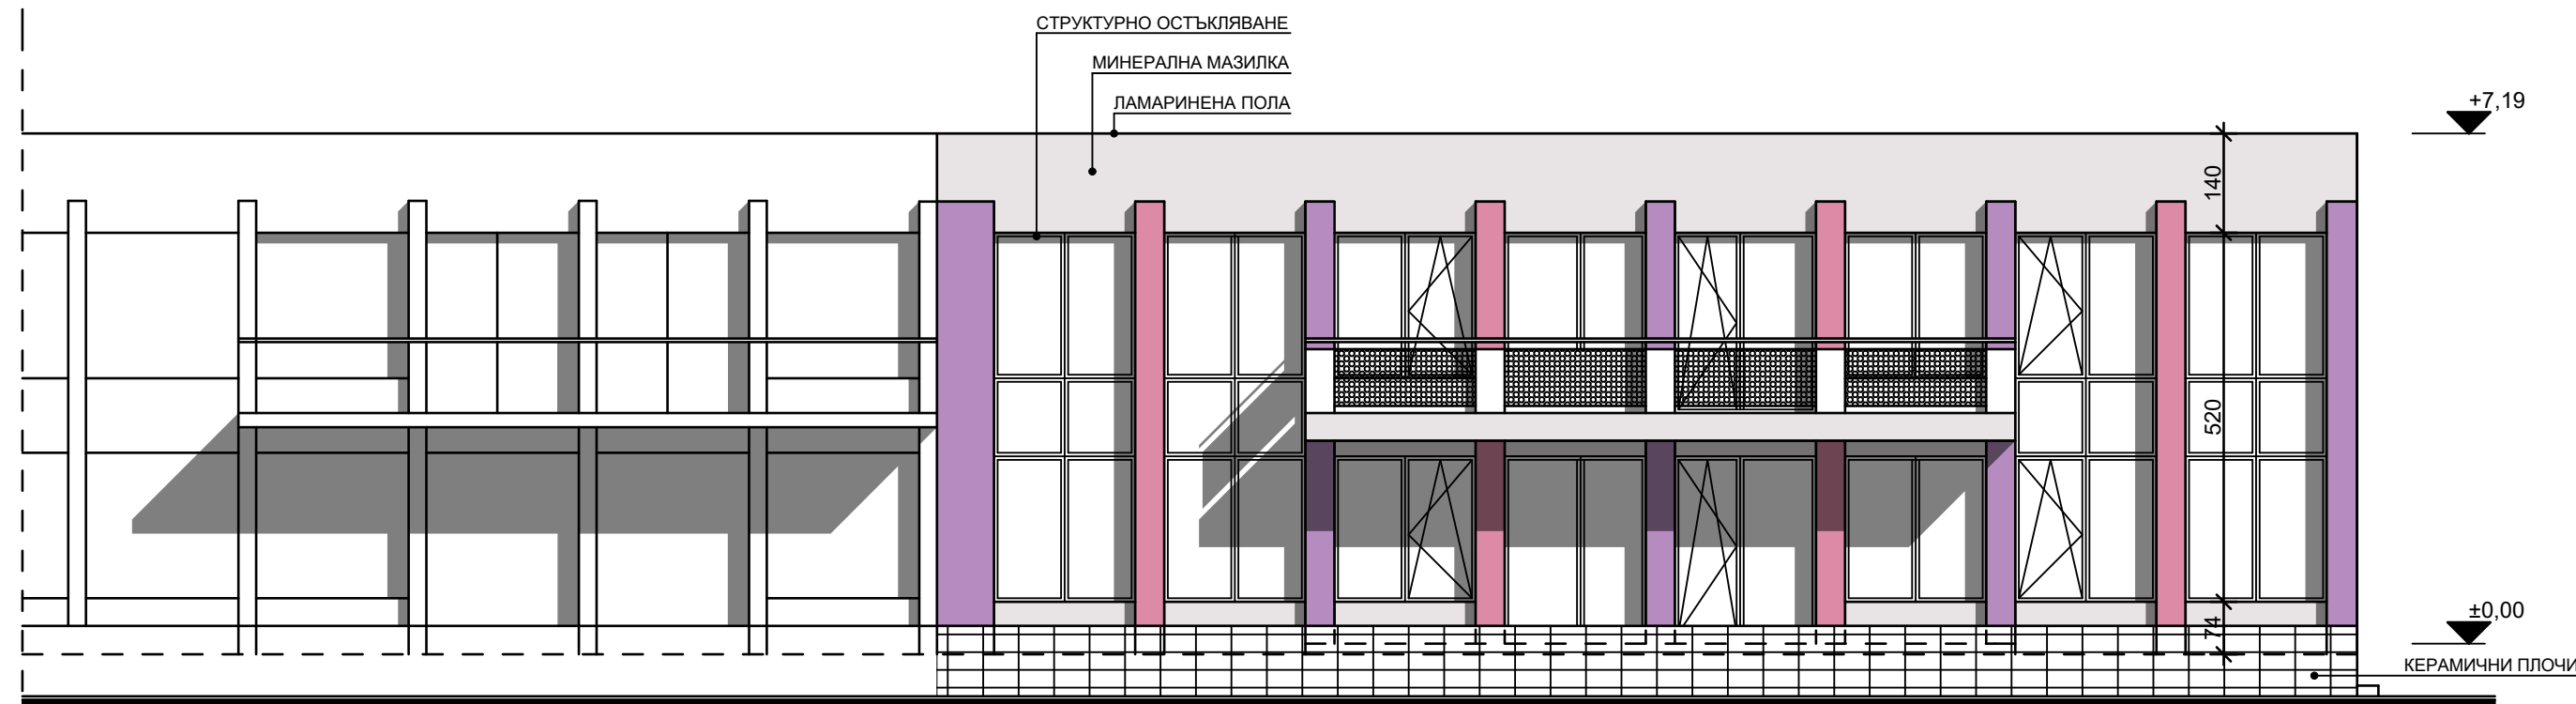 СТРУКТУРНО ОСТЪКЛЯВАНЕ
МИНЕРАЛНА МАЗИЛКА
ЛАМАРИНЕНА ПОЛА
+7,19
140
520
74
±0,00
КЕРАМИЧНИ ПЛОЧИ